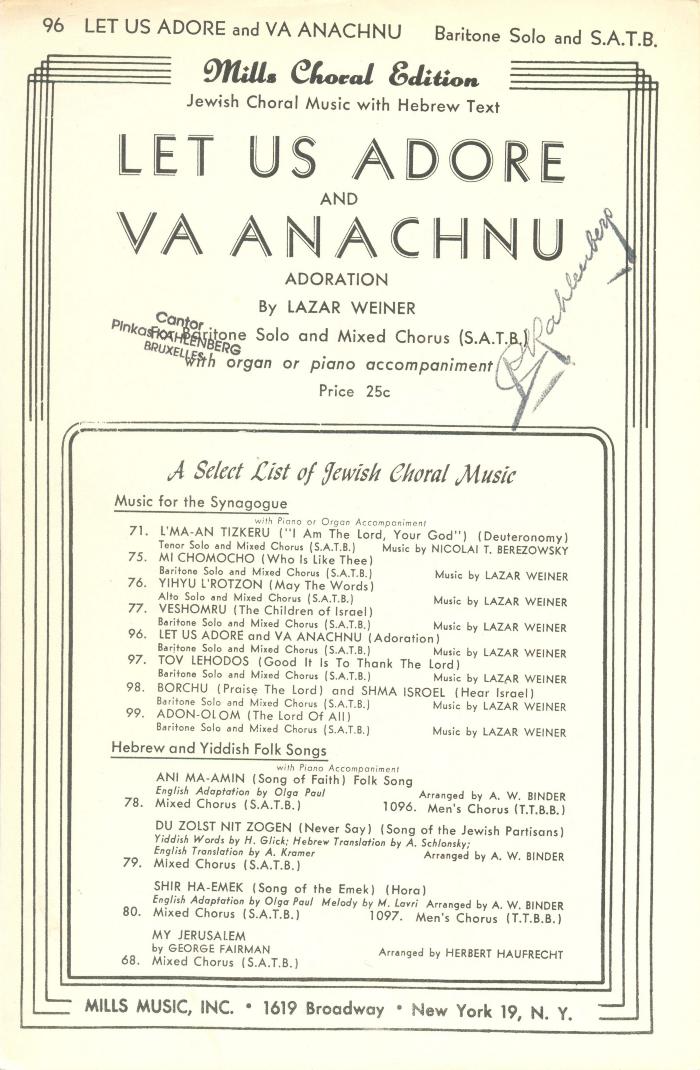 96 LET US ADORE and VA ANACHNU Baritone Solo and S.A.T.B.
Mills Choral Edition
Jewish Choral Music with Hebrew Text
LET US ADORE
AND
VA ANACHNU
ADORATION
By LAZAR WEINER
For Baritone Solo and Mixed Chorus (S.A.T.B.)
with organ or piano accompaniment
Price 25c
Cantor
Pinkas KAHLENBERG
BRUXELLES
Kahlenberg
A Select List of Jewish Choral Music
Music for the Synagogue
with Piano or Organ Accompaniment
71. L'MA-AN TIZKERU ("I Am The Lord, Your God") (Deuteronomy)
Tenor Solo and Mixed Chorus (S.A.T.B.) Music by NICOLAI T. BEREZOWSKY
75. MI CHOMOCHO (Who Is Like Thee)
Baritone Solo and Mixed Chorus (S.A.T.B.) Music by LAZAR WEINER
76. YIHYU L'ROTZON (May The Words)
Alto Solo and Mixed Chorus (S.A.T.B.) Music by LAZAR WEINER
77. VESHOMRU (The Children of Israel)
Baritone Solo and Mixed Chorus (S.A.T.B.) Music by LAZAR WEINER
96. LET US ADORE and VA ANACHNU (Adoration)
Baritone Solo and Mixed Chorus (S.A.T.B.) Music by LAZAR WEINER
97. TOV LEHODOS (Good It Is To Thank The Lord)
Baritone Solo and Mixed Chorus (S.A.T.B.) Music by LAZAR WEINER
98. BORCHU (Praise The Lord) and SHMA ISROEL (Hear Israel)
Baritone Solo and Mixed Chorus (S.A.T.B.) Music by LAZAR WEINER
99. ADON-OLOM (The Lord Of All)
Baritone Solo and Mixed Chorus (S.A.T.B.) Music by LAZAR WEINER
Hebrew and Yiddish Folk Songs
with Piano Accompaniment
ANI MA-AMIN (Song of Faith) Folk Song
English Adaptation by Olga Paul Arranged by A. W. BINDER
78. Mixed Chorus (S.A.T.B.) 1096. Men's Chorus (T.T.B.B.)
DU ZOLST NIT ZOGEN (Never Say) (Song of the Jewish Partisans)
Yiddish Words by H. Glick; Hebrew Translation by A. Schlonsky;
English Translation by A. Kramer Arranged by A. W. BINDER
79. Mixed Chorus (S.A.T.B.)
SHIR HA-EMEK (Song of the Emek) (Hora)
English Adaptation by Olga Paul Melody by M. Lavri Arranged by A. W. BINDER
80. Mixed Chorus (S.A.T.B.) 1097. Men's Chorus (T.T.B.B.)
MY JERUSALEM
by GEORGE FAIRMAN Arranged by HERBERT HAUFRECHT
68. Mixed Chorus (S.A.T.B.)
MILLS MUSIC, INC. • 1619 Broadway • New York 19, N. Y.